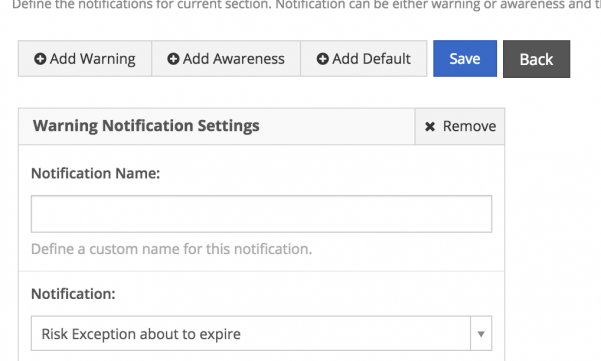 Define the notifications for current section. Notification can be either warning or awareness and
Add Warning Add Awareness Add Default Save Back
Warning Notification Settings Remove
Notification Name:
Define a custom name for this notification.
Notification:
Risk Exception about to expire